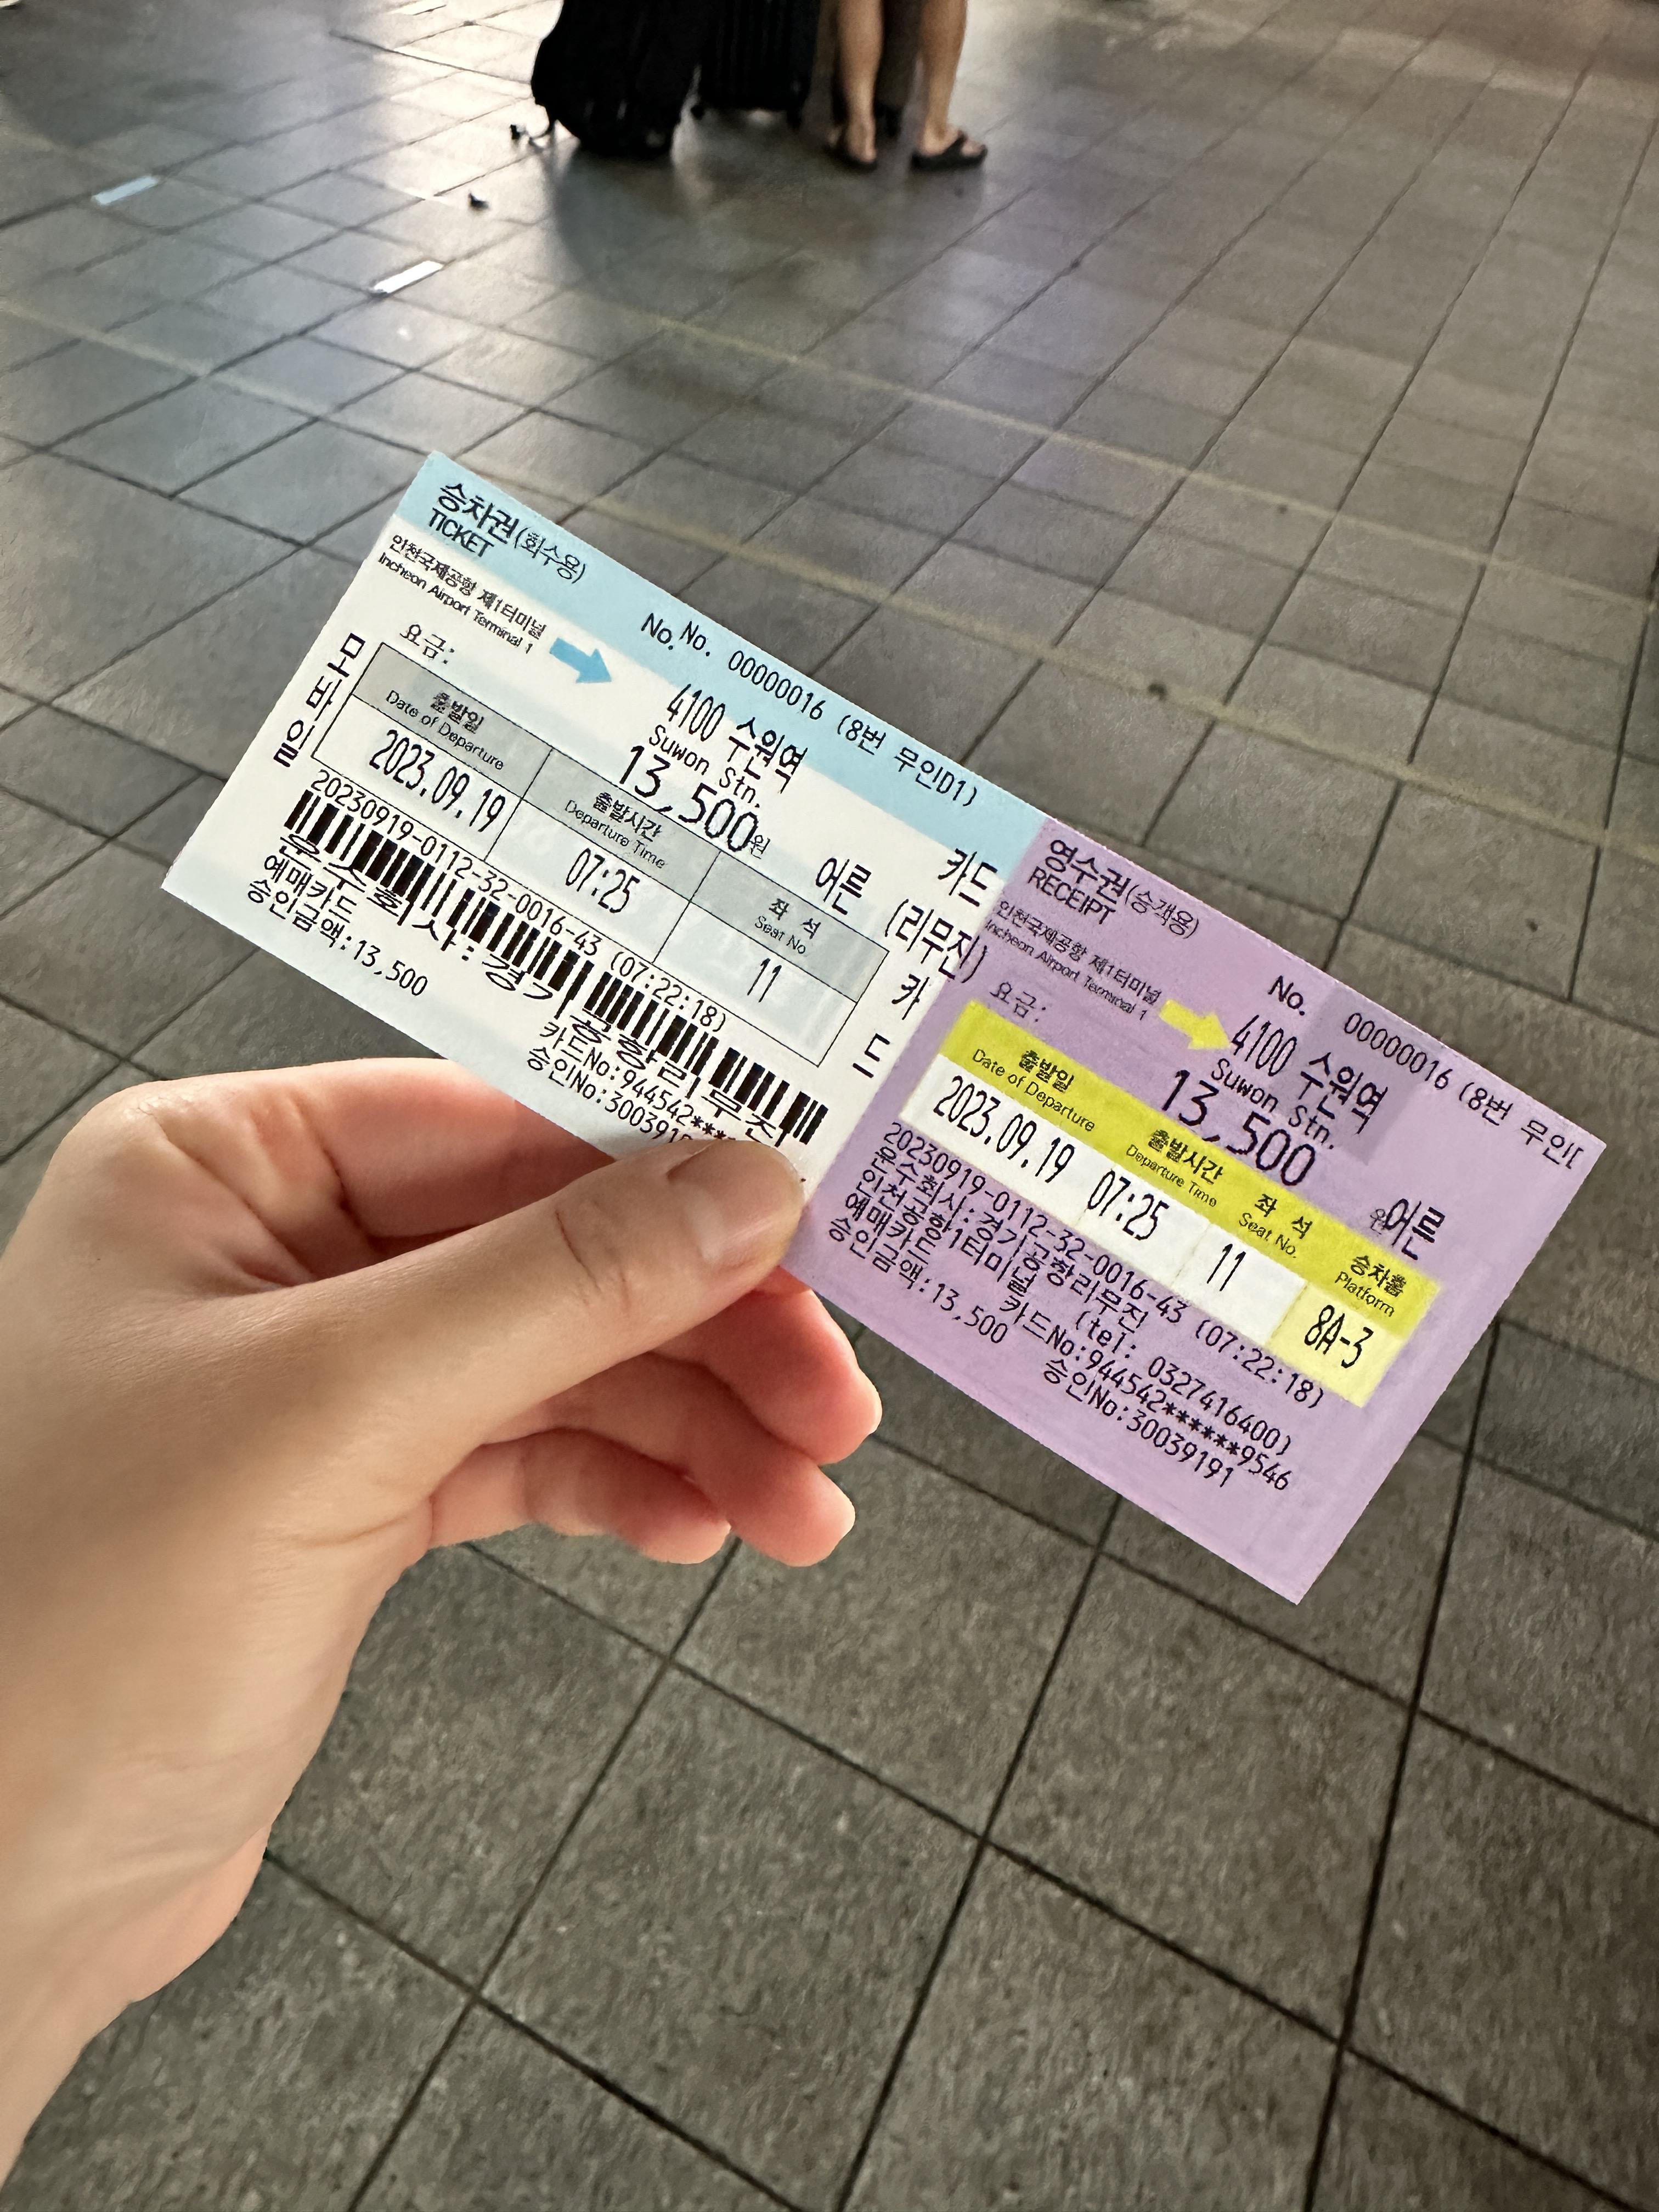 승차권(회수용)
TICKET
No. No. 00000016 (8번 무인D1)
인천국제공항 제1터미널
Incheon Airport Terminal 1
4100 수원역
Suwon Stn.
요금:
13,500원
어른
카드
(리무진)
모바일
카드
출발일
Date of Departure
출발시간
Departure Time
좌 석
Seat No
2023.09.19
07:25
11
20230919-0112-32-0016-43 (07:22:18)
운수회사:경기공항리무진
예매카드
카드No:944542***
승인금액:13,500
승인No:300391
영수권(승객용)
RECEIPT
No. 00000016 (8번 무인
인천국제공항 제1터미널
Incheon Airport Terminal 1
4100 수원역
Suwon Stn.
요금:
13,500
원
어른
출발일
Date of Departure
출발시간
Departure Time
좌 석
Seat No.
승차홈
Platform
2023.09.19
07:25
11
8A-3
20230919-0112-32-0016-43 (07:22:18)
운수회사:경기공항리무진
인천공항1터미널 (tel: 0327416400)
예매카드 카드No:944542******9546
승인금액:13,500 승인No:30039191